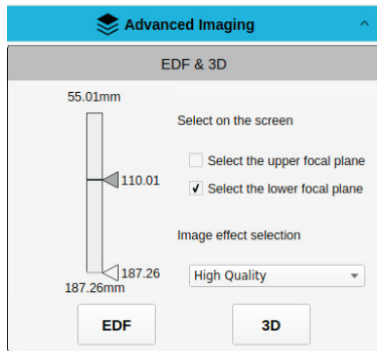 Advanced Imaging
EDF & 3D
55.01mm
Select on the screen
Select the upper focal plane
110.01
Select the lower focal plane
Image effect selection
187.26
187.26mm
High Quality
EDF
3D